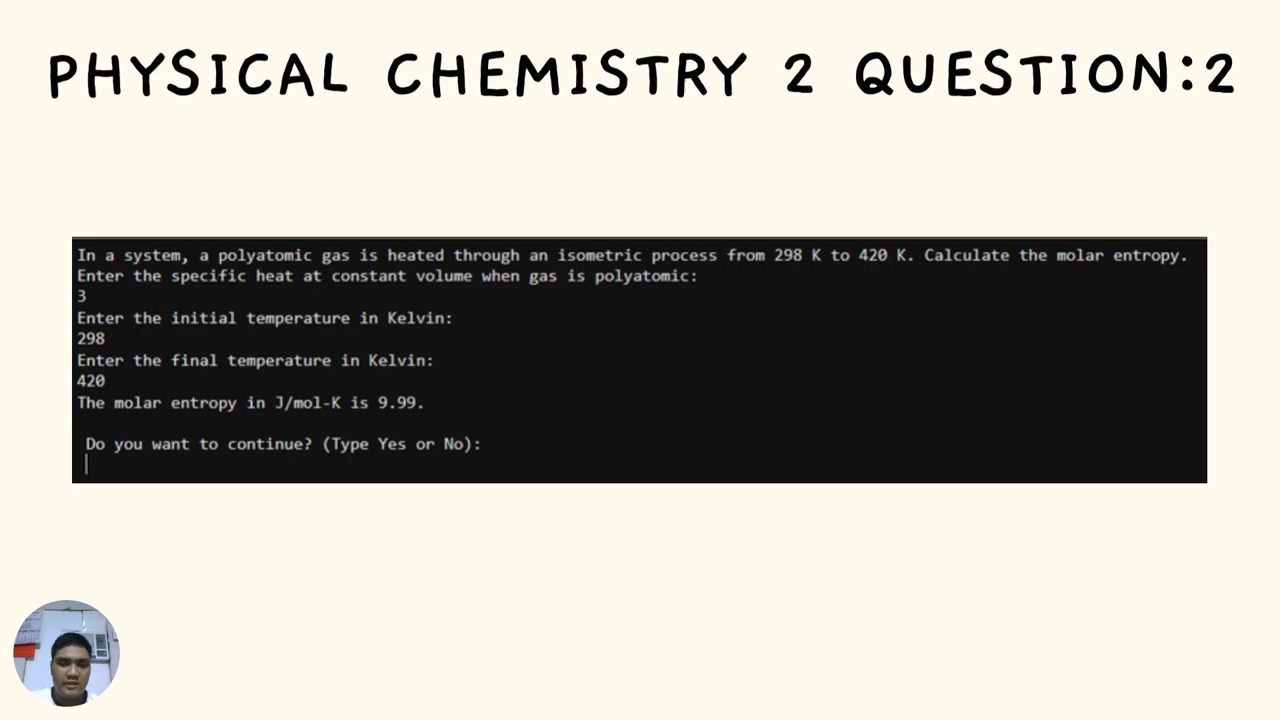 PHYSICAL CHEMISTRY 2 QUESTION:2
In a system, a polyatomic gas is heated through an isometric process from 298 K to 420 K. Calculate the molar entropy.
Enter the specific heat at constant volume when gas is polyatomic:
3
Enter the initial temperature in Kelvin:
298
Enter the final temperature in Kelvin:
420
The molar entropy in J/mol-K is 9.99.
Do you want to continue? (Type Yes or No):